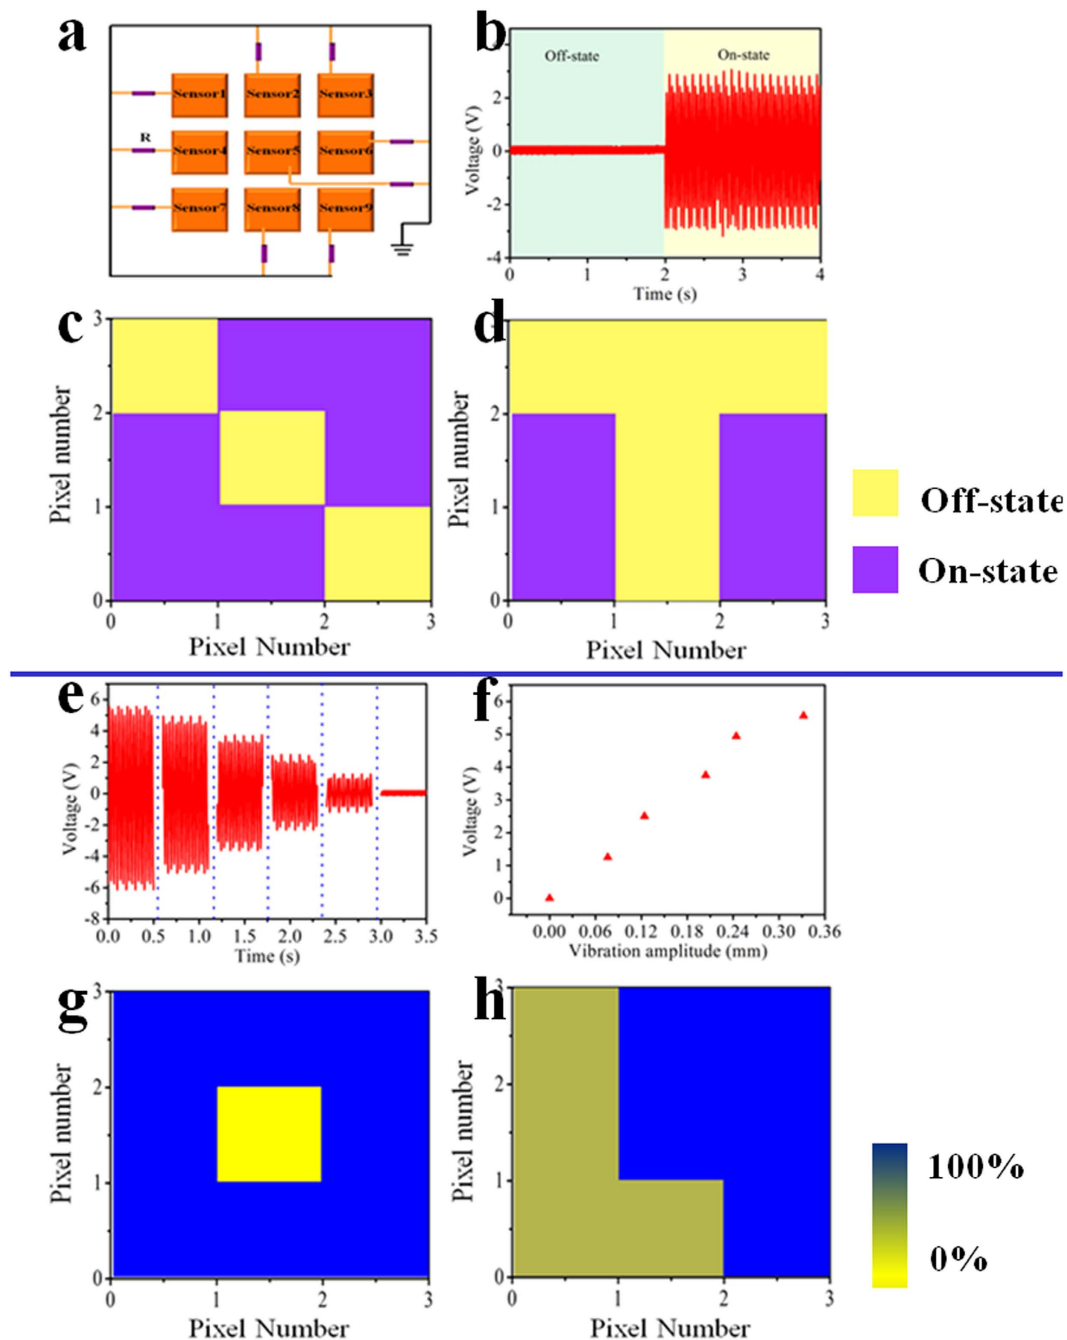 a
Sensor1 Sensor2 Sensor3
R
Sensor4 Sensor5 Sensor6
Sensor7 Sensor8 Sensor9
b
Off-state On-state
2
0
-2
-4
Voltage (V)
0 1 2 3 4
Time (s)
c
3
2
1
0
Pixel number
0 1 2 3
Pixel Number
d
2
1
0
Pixel number
0 1 2 3
Pixel Number
Off-state
On-state
e
6
4
2
0
-2
-4
-6
-8
Voltage (V)
0.0 0.5 1.0 1.5 2.0 2.5 3.0 3.5
Time (s)
f
6
5
4
3
2
1
0
Voltage (V)
0.00 0.06 0.12 0.18 0.24 0.30 0.36
Vibration amplitude (mm)
g
3
2
1
0
Pixel number
0 1 2 3
Pixel Number
h
3
2
1
0
Pixel number
0 1 2 3
Pixel Number
100%
0%